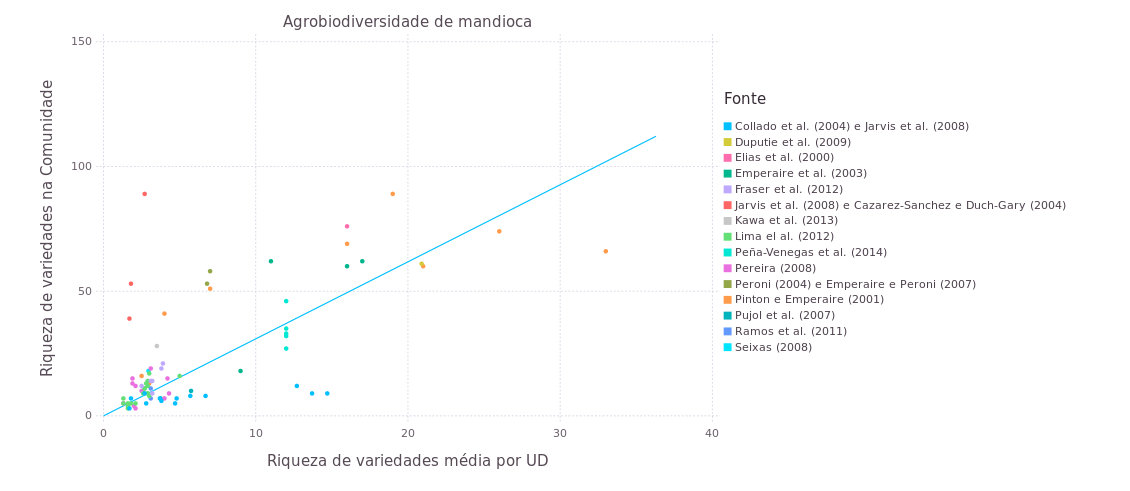 Agrobiodiversidade de mandioca
150
100
50
0
0 10 20 30 40
Riqueza de variedades na Comunidade
Riqueza de variedades média por UD
Fonte
Collado et al. (2004) e Jarvis et al. (2008)
Duputie et al. (2009)
Elias et al. (2000)
Emperaire et al. (2003)
Fraser et al. (2012)
Jarvis et al. (2008) e Cazarez-Sanchez e Duch-Gary (2004)
Kawa et al. (2013)
Lima el al. (2012)
Peña-Venegas et al. (2014)
Pereira (2008)
Peroni (2004) e Emperaire e Peroni (2007)
Pinton e Emperaire (2001)
Pujol et al. (2007)
Ramos et al. (2011)
Seixas (2008)